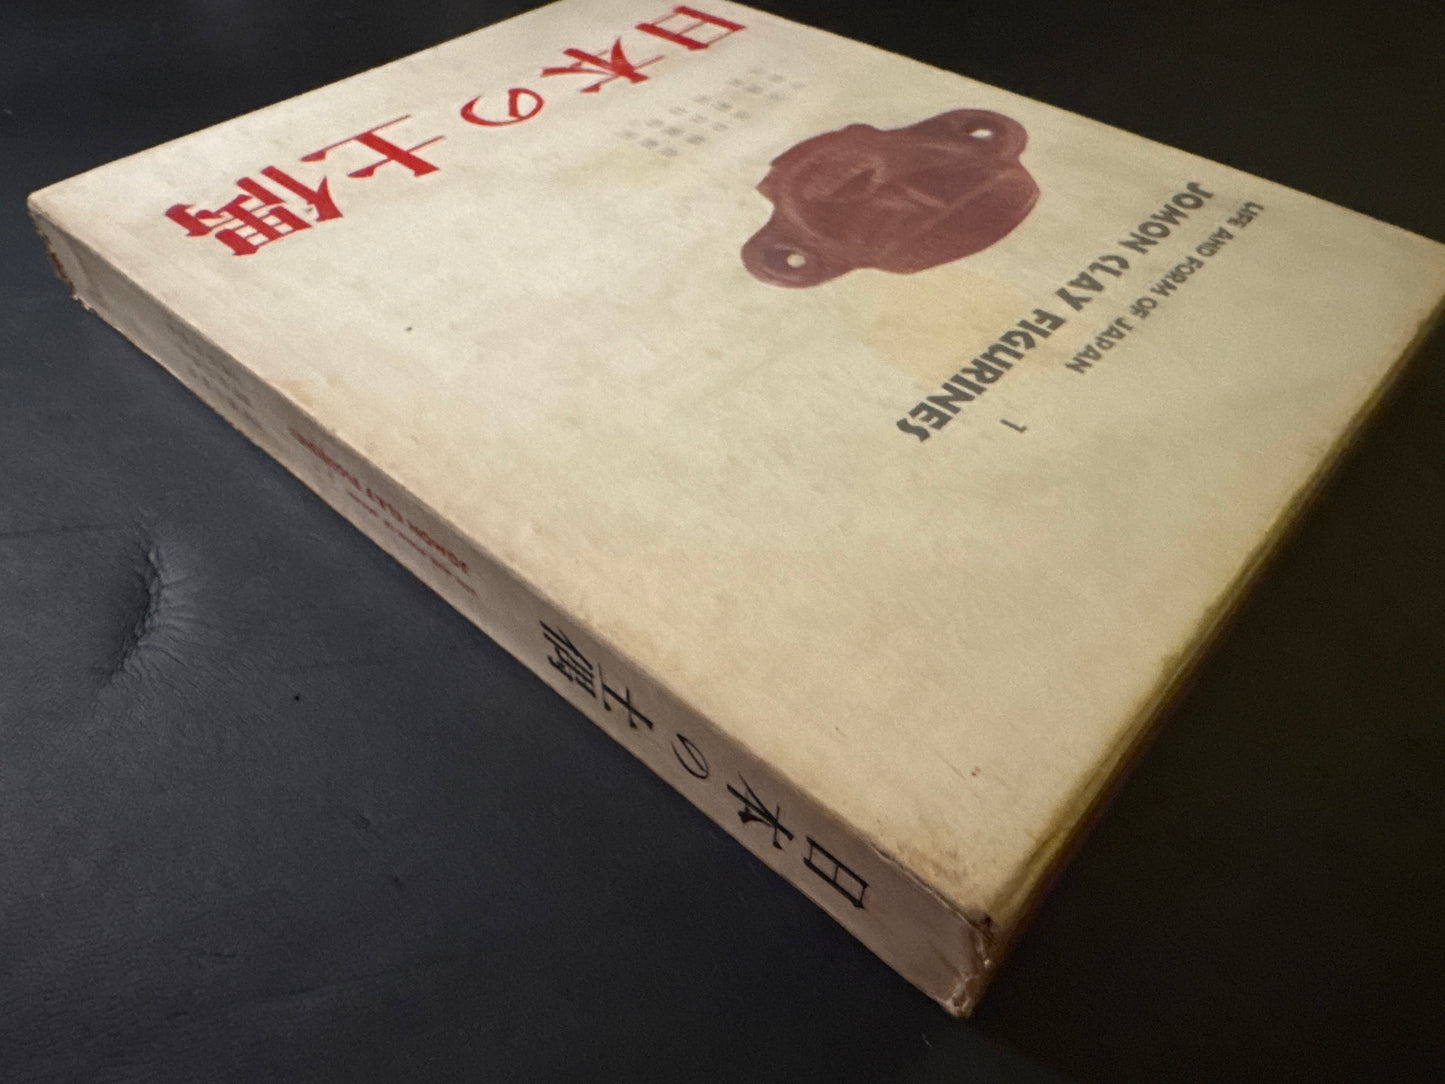 日本の土偶
LIFE AND FORM OF JAPAN
1
JOMON CLAY FIGURINES
日本の土偶
JOMON CLAY FIGURINES